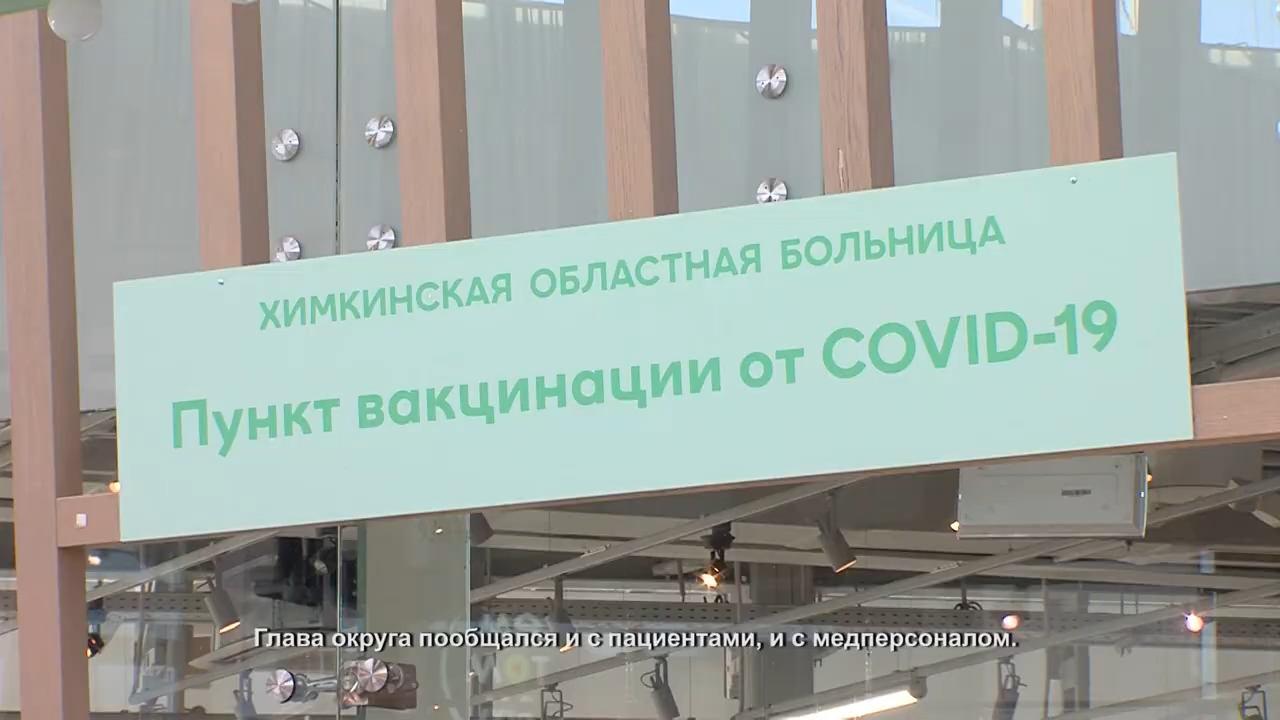 ХИМКИНСКАЯ ОБЛАСТНАЯ БОЛЬНИЦА
Пункт вакцинации от COVID-19
Глава округа пообщался и с пациентами, и с медперсоналом.